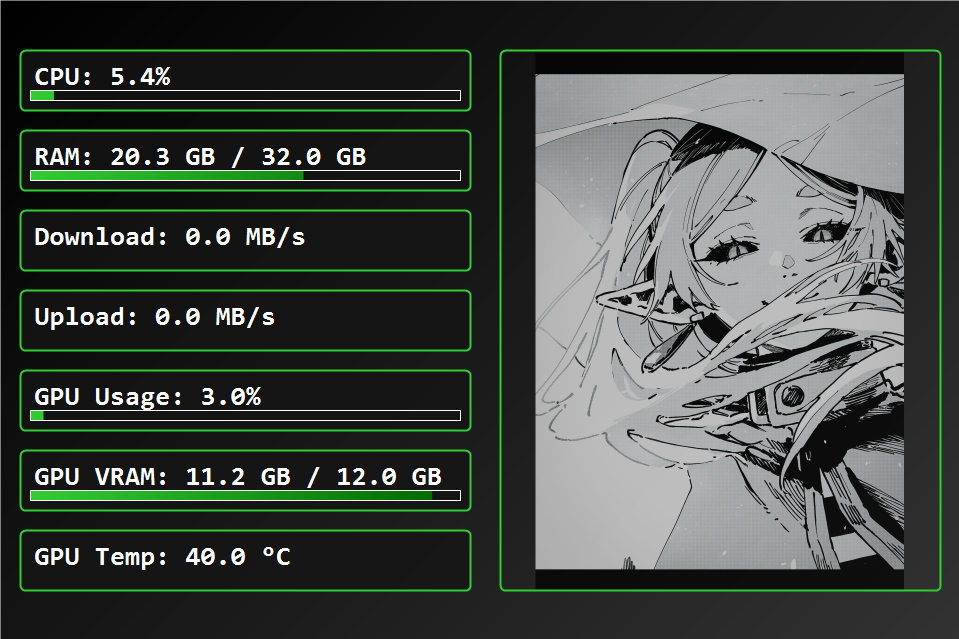 CPU: 5.4%
RAM: 20.3 GB / 32.0 GB
Download: 0.0 MB/s
Upload: 0.0 MB/s
GPU Usage: 3.0%
GPU VRAM: 11.2 GB / 12.0 GB
GPU Temp: 40.0 °C